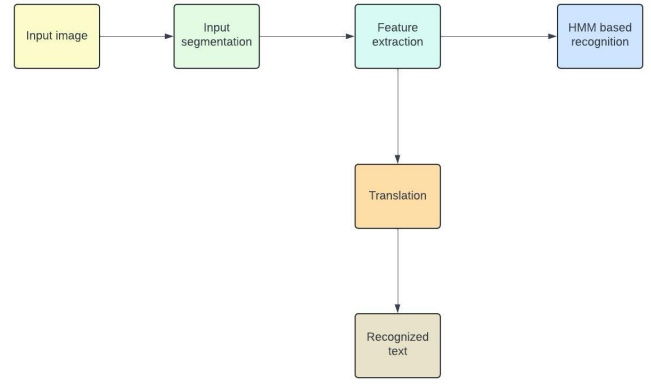 Input image
Input
segmentation
Feature
extraction
HMM based
recognition
Translation
Recognized
text